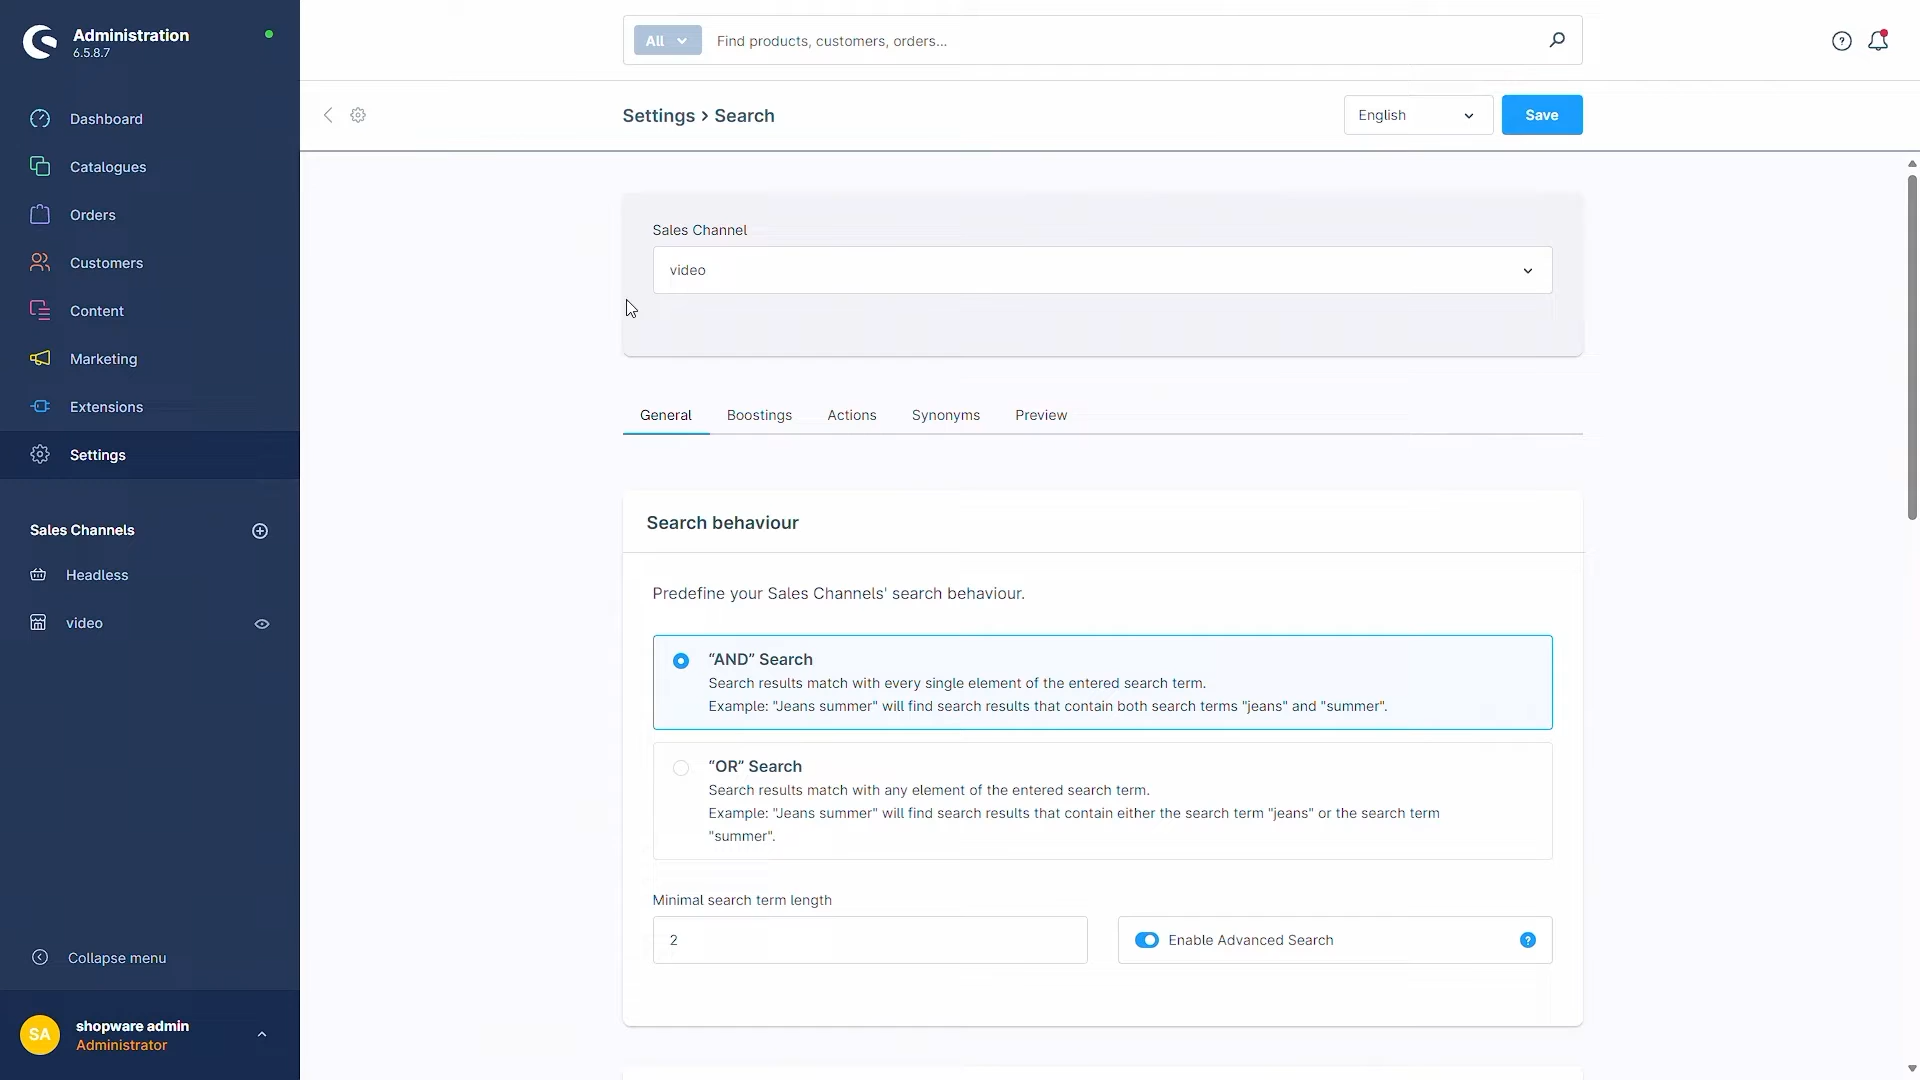 Administration
6.5.8.7
Dashboard
Catalogues
Orders
Customers
Content
Marketing
Extensions
Settings
Sales Channels
Headless
video
Collapse menu
SA
shopware admin
Administrator
All
Find products, customers, orders...
Settings > Search
English
Save
Sales Channel
video
General
Boostings
Actions
Synonyms
Preview
Search behaviour
Predefine your Sales Channels' search behaviour.
“AND” Search
Search results match with every single element of the entered search term.
Example: "Jeans summer" will find search results that contain both search terms "jeans" and "summer".
“OR” Search
Search results match with any element of the entered search term.
Example: "Jeans summer" will find search results that contain either the search term "jeans" or the search term
"summer".
Minimal search term length
2
Enable Advanced Search